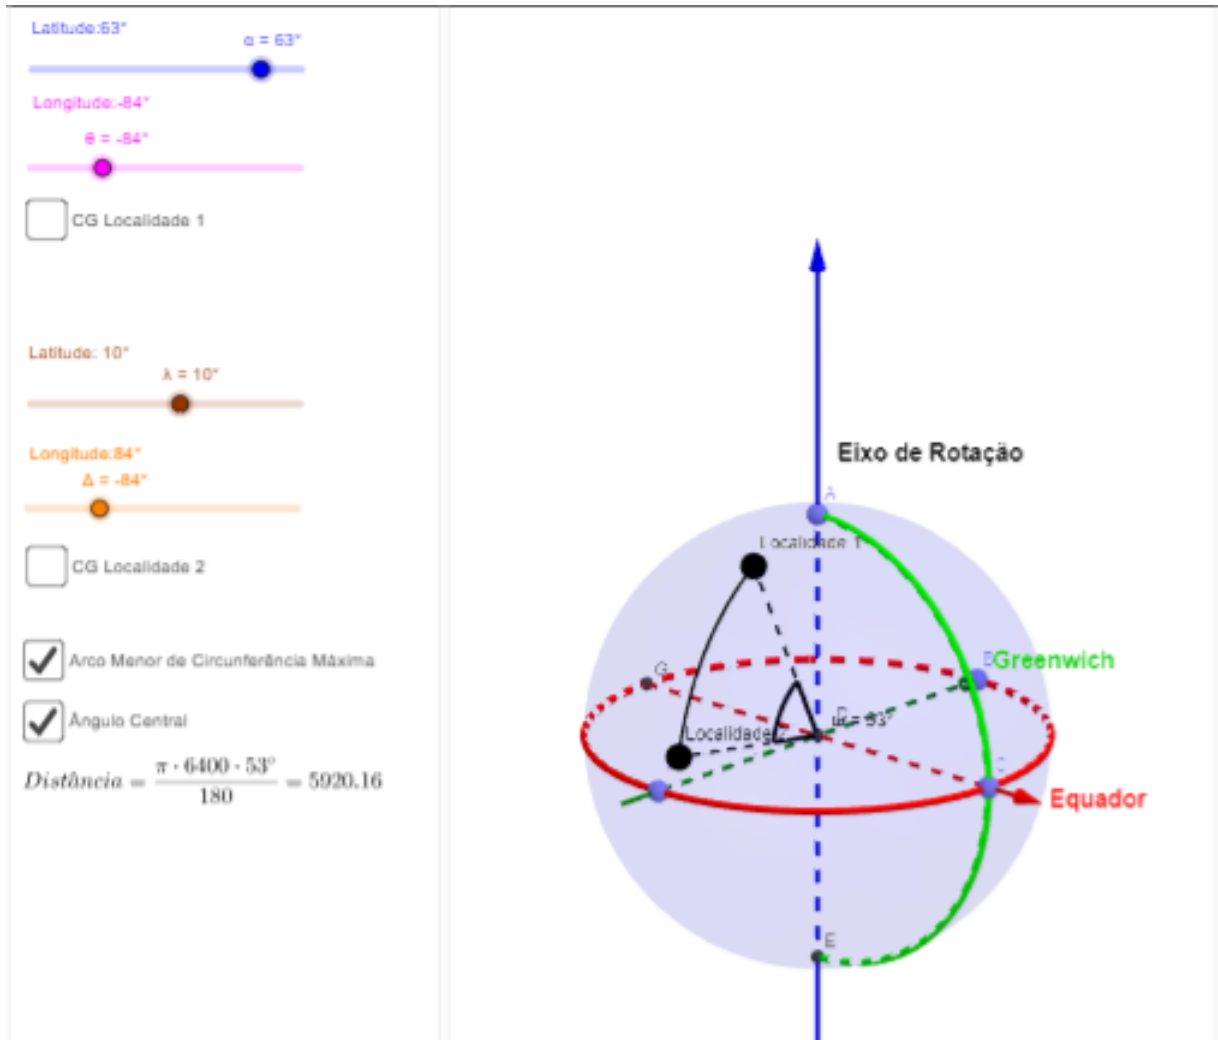 Latitude:63°
α = 63°
Longitude:-84°
θ = -84°
CG Localidade 1
Latitude: 10°
λ = 10°
Longitude:84°
Δ = -84°
CG Localidade 2
Arco Menor de Circunferência Máxima
Ângulo Central
Distância = π · 6400 · 53° / 180 = 5920.16
Eixo de Rotação
A
Localidade 1
G
Greenwich
= 53°
Localidade 2
C
Equador
E